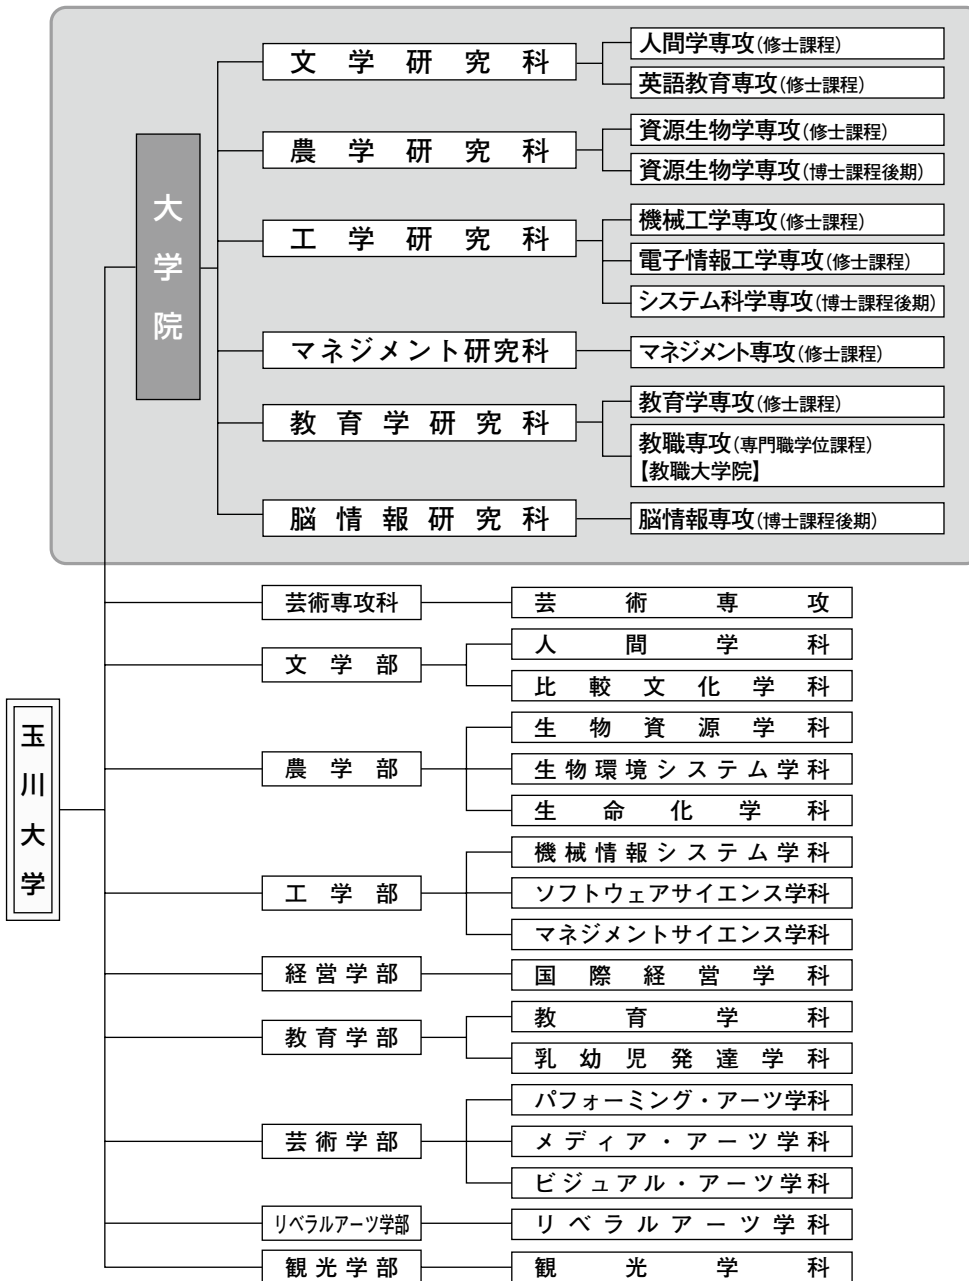 玉川大学
大学院
文学研究科
人間学専攻(修士課程)
英語教育専攻(修士課程)
農学研究科
資源生物学専攻(修士課程)
資源生物学専攻(博士課程後期)
工学研究科
機械工学専攻(修士課程)
電子情報工学専攻(修士課程)
システム科学専攻(博士課程後期)
マネジメント研究科
マネジメント専攻(修士課程)
教育学研究科
教育学専攻(修士課程)
教職専攻(専門職学位課程)
【教職大学院】
脳情報研究科
脳情報専攻(博士課程後期)
芸術専攻科
芸術専攻
文学部
人間学科
比較文化学科
農学部
生物資源学科
生物環境システム学科
生命化学科
工学部
機械情報システム学科
ソフトウェアサイエンス学科
マネジメントサイエンス学科
経営学部
国際経営学科
教育学部
教育学科
乳幼児発達学科
芸術学部
パフォーミング・アーツ学科
メディア・アーツ学科
ビジュアル・アーツ学科
リベラルアーツ学部
リベラルアーツ学科
観光学部
観光学科